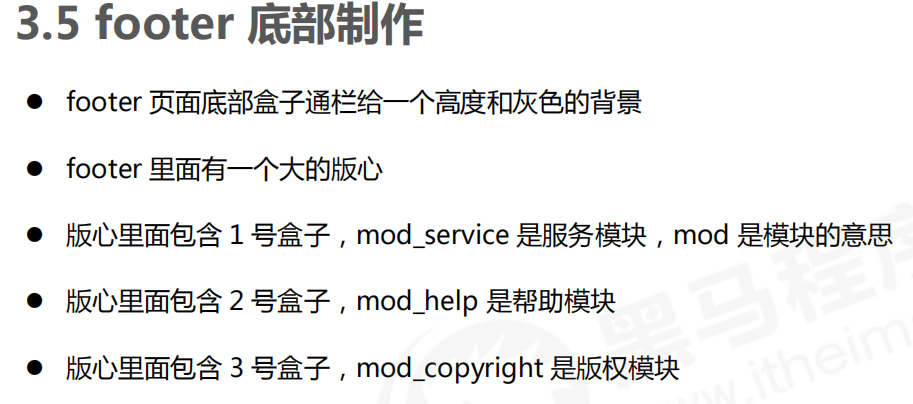 3.5 footer 底部制作
● footer 页面底部盒子通栏给一个高度和灰色的背景
● footer 里面有一个大的版心
● 版心里面包含 1 号盒子，mod_service 是服务模块，mod 是模块的意思
● 版心里面包含 2 号盒子，mod_help 是帮助模块
● 版心里面包含 3 号盒子，mod_copyright 是版权模块
黑马程序
www.itheima